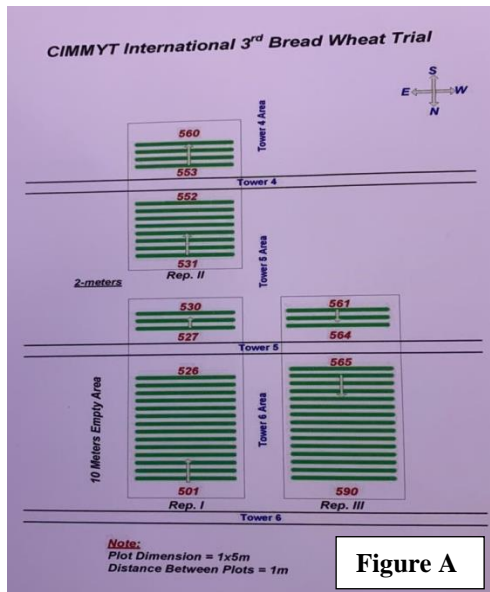 CIMMYT International 3rd Bread Wheat Trial
S
E W
N
560
Tower 4 Area
553
Tower 4
552
Tower 5 Area
531
Rep. II
2-meters
530
561
527
564
Tower 5
526
565
10 Meters Empty Area
Tower 6 Area
501
590
Rep. I
Rep. III
Tower 6
Note:
Plot Dimension = 1x5m
Distance Between Plots = 1m
Figure A